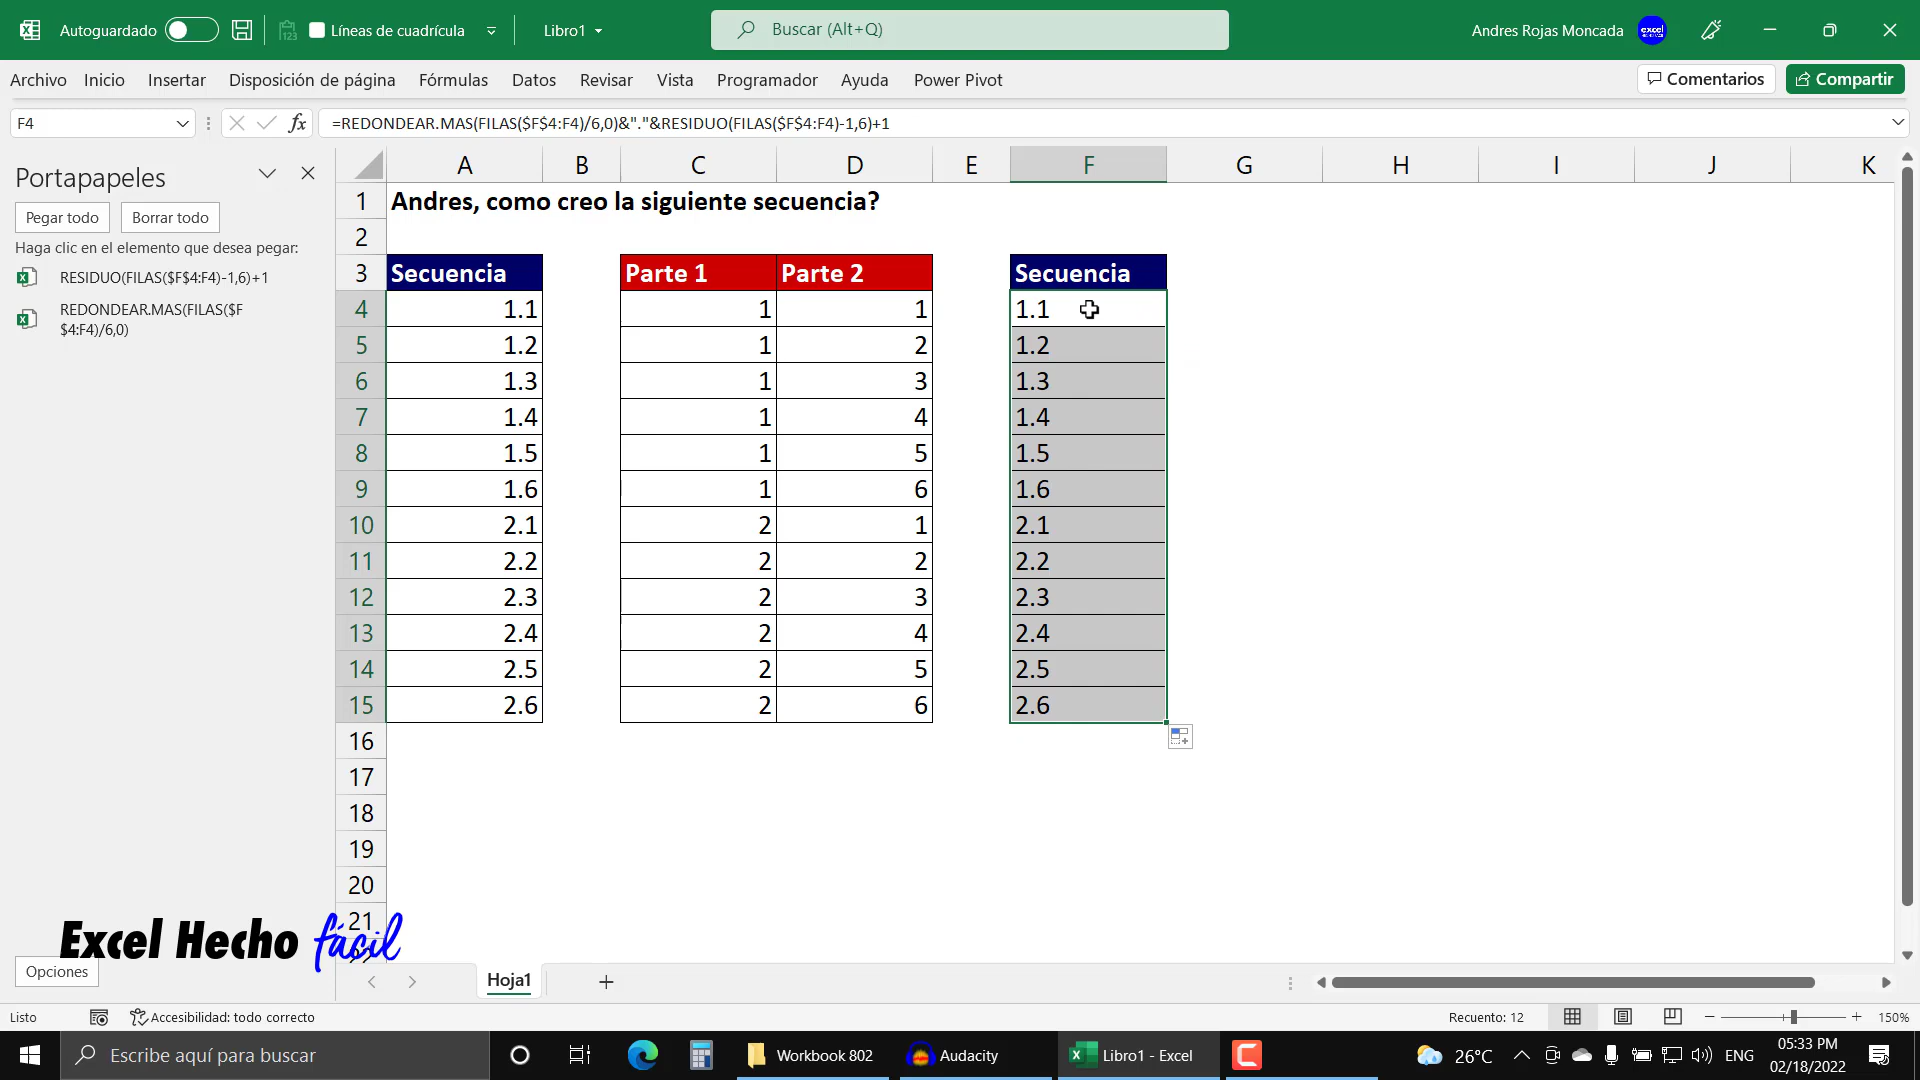 Autoguardado
Líneas de cuadrícula
Libro1
Buscar (Alt+Q)
Andres Rojas Moncada
excel
Archivo Inicio Insertar Disposición de página Fórmulas Datos Revisar Vista Programador Ayuda Power Pivot
Comentarios
Compartir
F4
fx
=REDONDEAR.MAS(FILAS($F$4:F4)/6,0)&"."&RESIDUO(FILAS($F$4:F4)-1,6)+1
Portapapeles
Pegar todo
Borrar todo
Haga clic en el elemento que desea pegar:
RESIDUO(FILAS($F$4:F4)-1,6)+1
REDONDEAR.MAS(FILAS($F
$4:F4)/6,0)
Opciones
A B C D E F G H I J K
1 Andres, como creo la siguiente secuencia?
2
3 Secuencia Parte 1 Parte 2 Secuencia
4 1.1 1 1 1.1
5 1.2 1 2 1.2
6 1.3 1 3 1.3
7 1.4 1 4 1.4
8 1.5 1 5 1.5
9 1.6 1 6 1.6
10 2.1 2 1 2.1
11 2.2 2 2 2.2
12 2.3 2 3 2.3
13 2.4 2 4 2.4
14 2.5 2 5 2.5
15 2.6 2 6 2.6
16
17
18
19
20
21
Excel Hecho fácil
Hoja1
Listo
Accesibilidad: todo correcto
Recuento: 12
150%
Escribe aquí para buscar
Workbook 802
Audacity
Libro1 - Excel
26°C
ENG
05:33 PM
02/18/2022